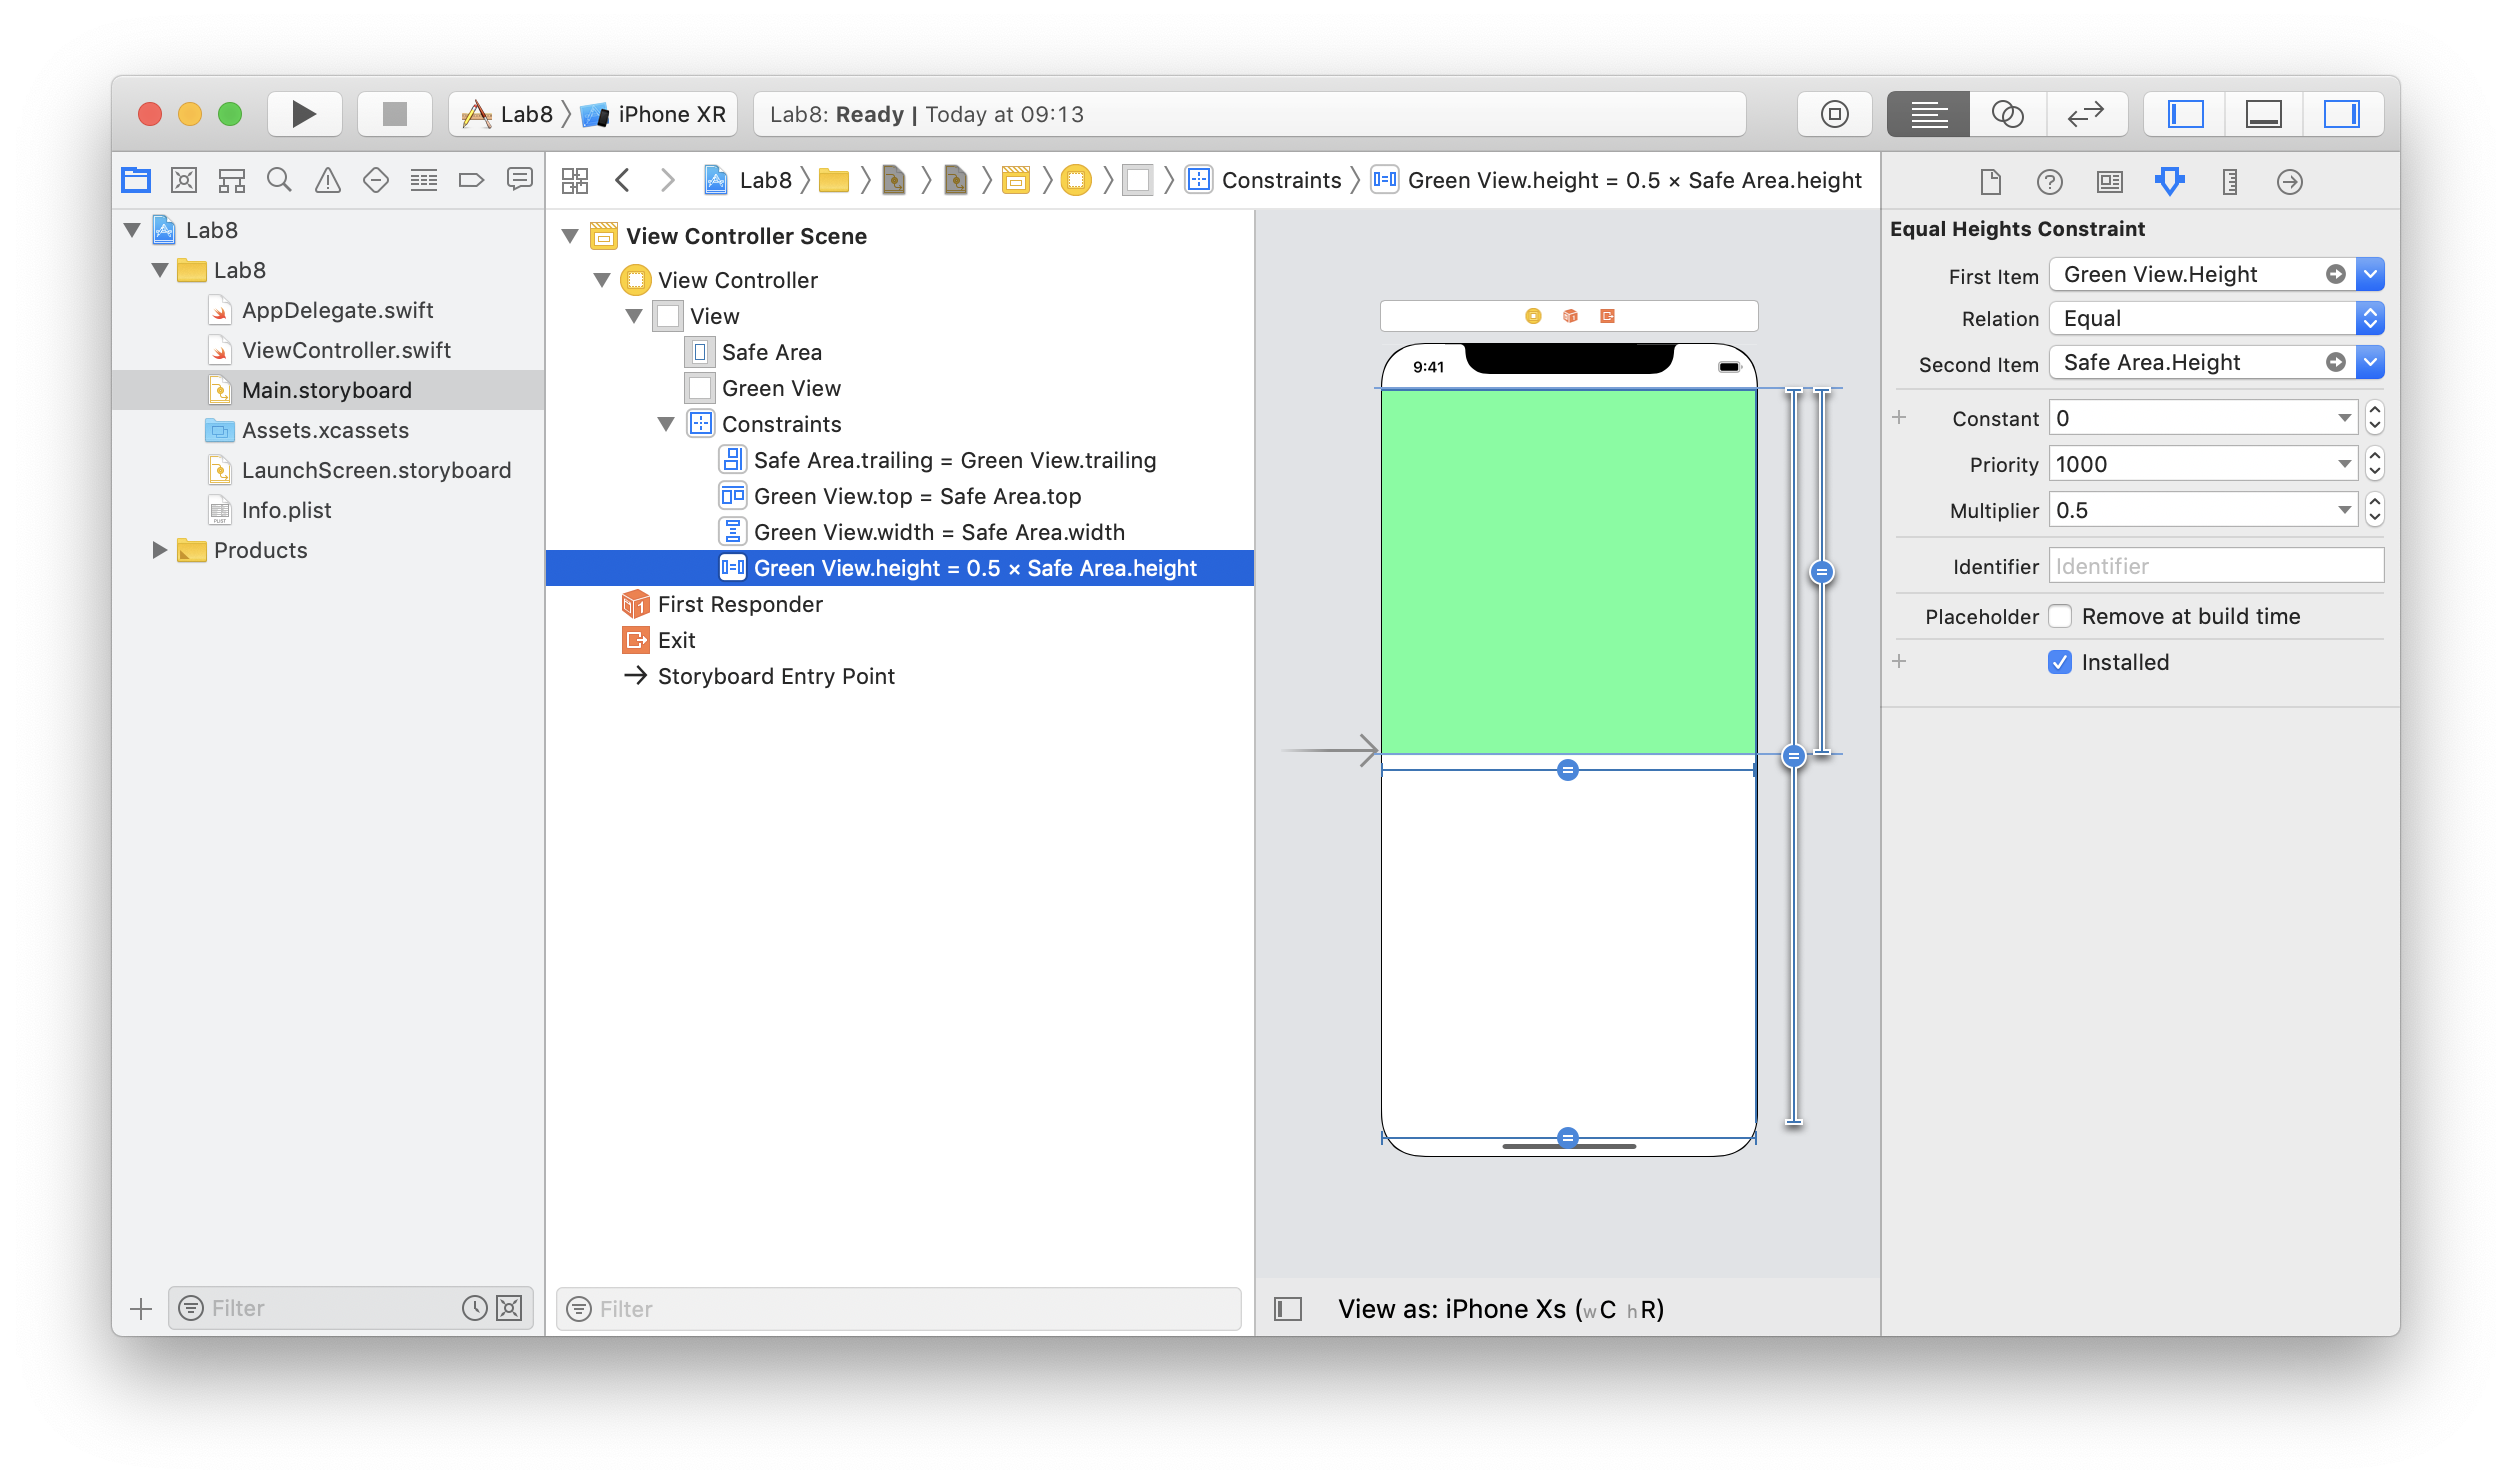 Lab8 iPhone XR
Lab8: Ready | Today at 09:13
Lab8
Lab8
AppDelegate.swift
ViewController.swift
Main.storyboard
Assets.xcassets
LaunchScreen.storyboard
Info.plist
Products
Filter
Lab8 Constraints Green View.height = 0.5 × Safe Area.height
View Controller Scene
View Controller
View
Safe Area
Green View
Constraints
Safe Area.trailing = Green View.trailing
Green View.top = Safe Area.top
Green View.width = Safe Area.width
Green View.height = 0.5 × Safe Area.height
First Responder
Exit
Storyboard Entry Point
Filter
9:41
View as: iPhone Xs (wC hR)
Equal Heights Constraint
First Item Green View.Height
Relation Equal
Second Item Safe Area.Height
Constant 0
Priority 1000
Multiplier 0.5
Identifier Identifier
Placeholder Remove at build time
Installed